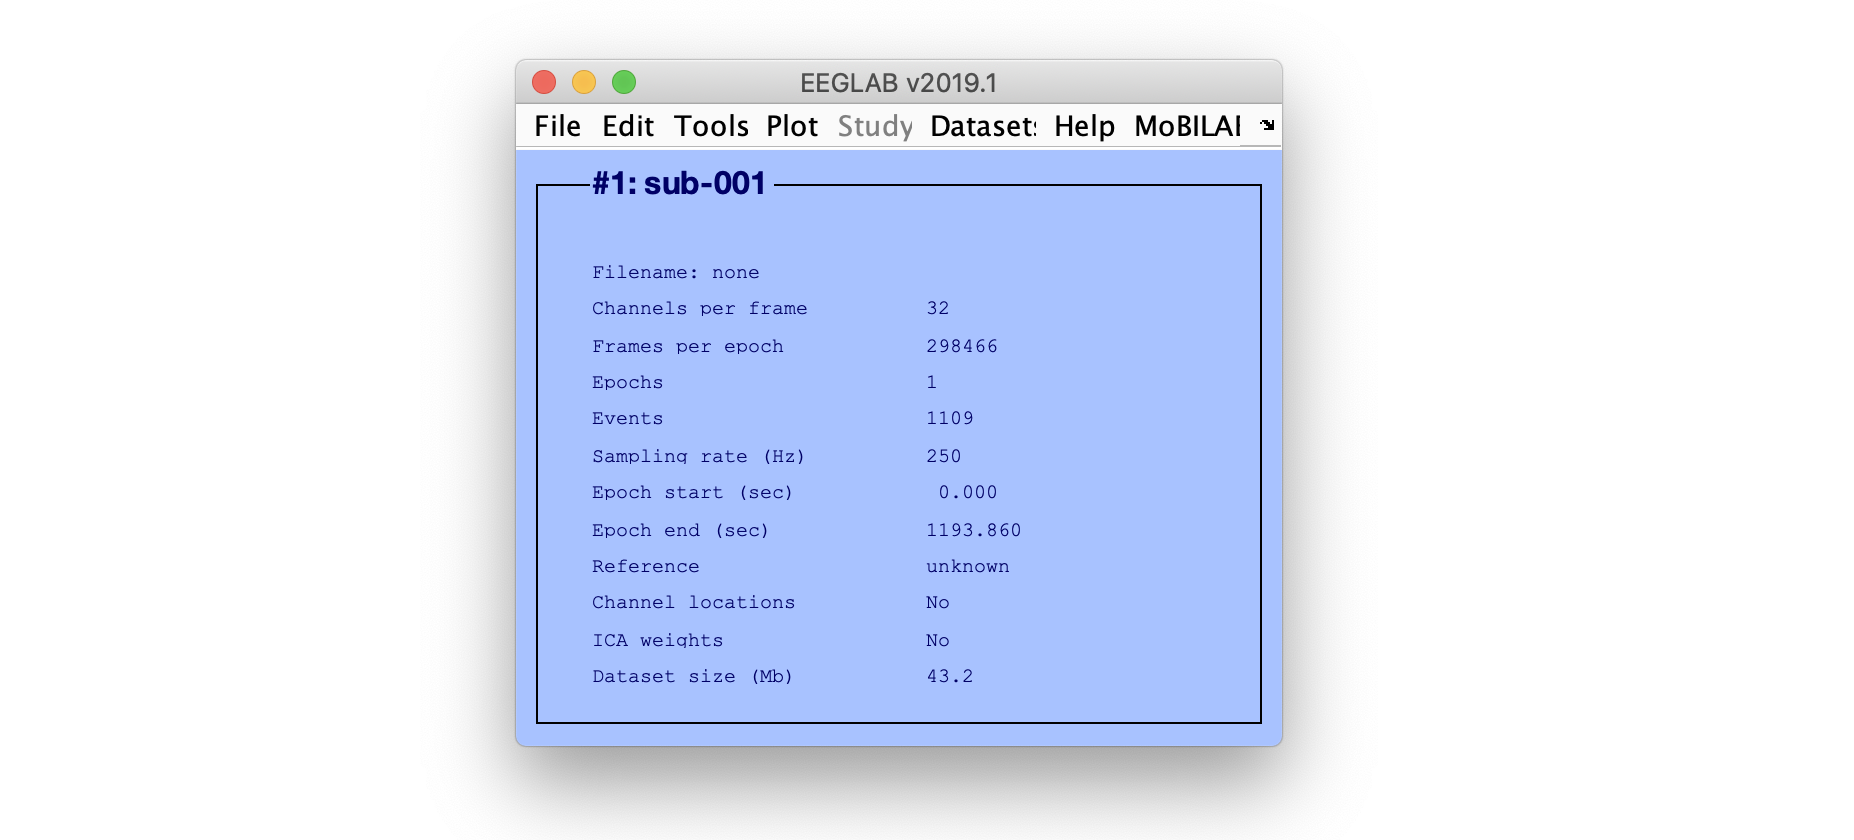 EEGLAB v2019.1
File Edit Tools Plot Study Datasets Help MoBILAB
#1: sub-001
Filename: none
Channels per frame 32
Frames per epoch 298466
Epochs 1
Events 1109
Sampling rate (Hz) 250
Epoch start (sec) 0.000
Epoch end (sec) 1193.860
Reference unknown
Channel locations No
ICA weights No
Dataset size (Mb) 43.2